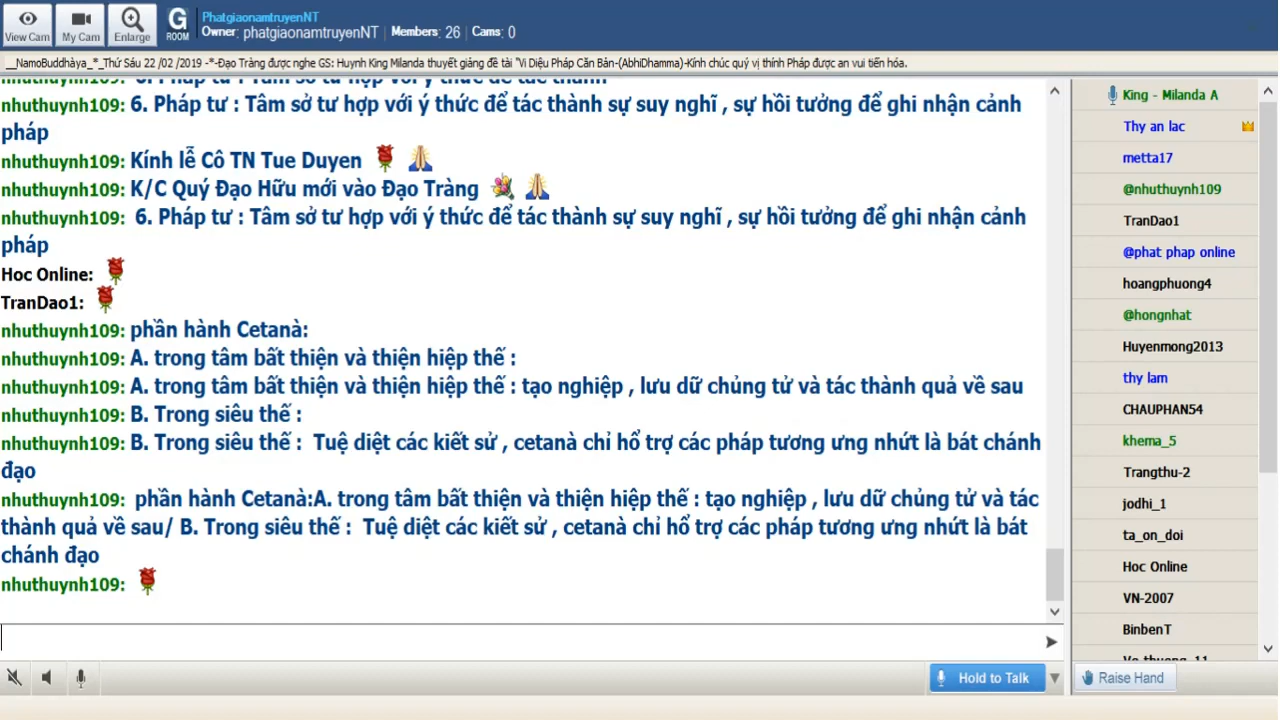 View Cam
My Cam
Enlarge
G
ROOM
PhatgiaonamtruyenNT
Owner: phatgiaonamtruyenNT | Members: 26 | Cams: 0
__NamoBuddhàya_*_Thứ Sáu 22 /02 /2019 -*-Đạo Tràng được nghe GS: Huynh King Milanda thuyết giảng đề tài "Vi Diệu Pháp Căn Bản-(AbhiDhamma)-Kính chúc quý vị thính Pháp được an vui tiến hóa.
nhuthuynh109: 6. Pháp tư : Tâm sở tư hợp với ý thức để tác thành sự suy nghĩ , sự hồi tưởng để ghi nhận cảnh
pháp
nhuthuynh109: Kính lễ Cô TN Tue Duyen
nhuthuynh109: K/C Quý Đạo Hữu mới vào Đạo Tràng
nhuthuynh109: 6. Pháp tư : Tâm sở tư hợp với ý thức để tác thành sự suy nghĩ , sự hồi tưởng để ghi nhận cảnh
pháp
Hoc Online:
TranDao1:
nhuthuynh109: phần hành Cetanà:
nhuthuynh109: A. trong tâm bất thiện và thiện hiệp thế :
nhuthuynh109: A. trong tâm bất thiện và thiện hiệp thế : tạo nghiệp , lưu dữ chủng tử và tác thành quả về sau
nhuthuynh109: B. Trong siêu thế :
nhuthuynh109: B. Trong siêu thế : Tuệ diệt các kiết sử , cetanà chỉ hổ trợ các pháp tương ưng nhứt là bát chánh
đạo
nhuthuynh109: phần hành Cetanà:A. trong tâm bất thiện và thiện hiệp thế : tạo nghiệp , lưu dữ chủng tử và tác
thành quả về sau/ B. Trong siêu thế : Tuệ diệt các kiết sử , cetanà chỉ hổ trợ các pháp tương ưng nhứt là bát
chánh đạo
nhuthuynh109:
Hold to Talk
King - Milanda A
Thy an lac
metta17
@nhuthuynh109
TranDao1
@phat phap online
hoangphuong4
@hongnhat
Huyenmong2013
thy lam
CHAUPHAN54
khema_5
Trangthu-2
jodhi_1
ta_on_doi
Hoc Online
VN-2007
BinbenT
Raise Hand